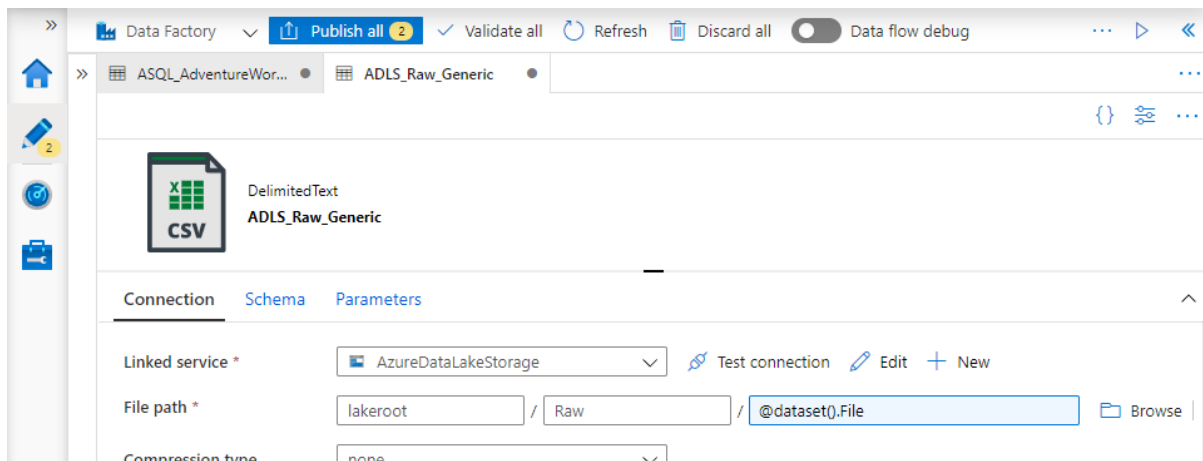 Data Factory Publish all 2 Validate all Refresh Discard all Data flow debug
ASQL_AdventureWor... ADLS_Raw_Generic
2
{}
DelimitedText
ADLS_Raw_Generic
X
CSV
Connection Schema Parameters
Linked service * AzureDataLakeStorage Test connection Edit New
File path * lakeroot / Raw / @dataset().File Browse
Compression type none